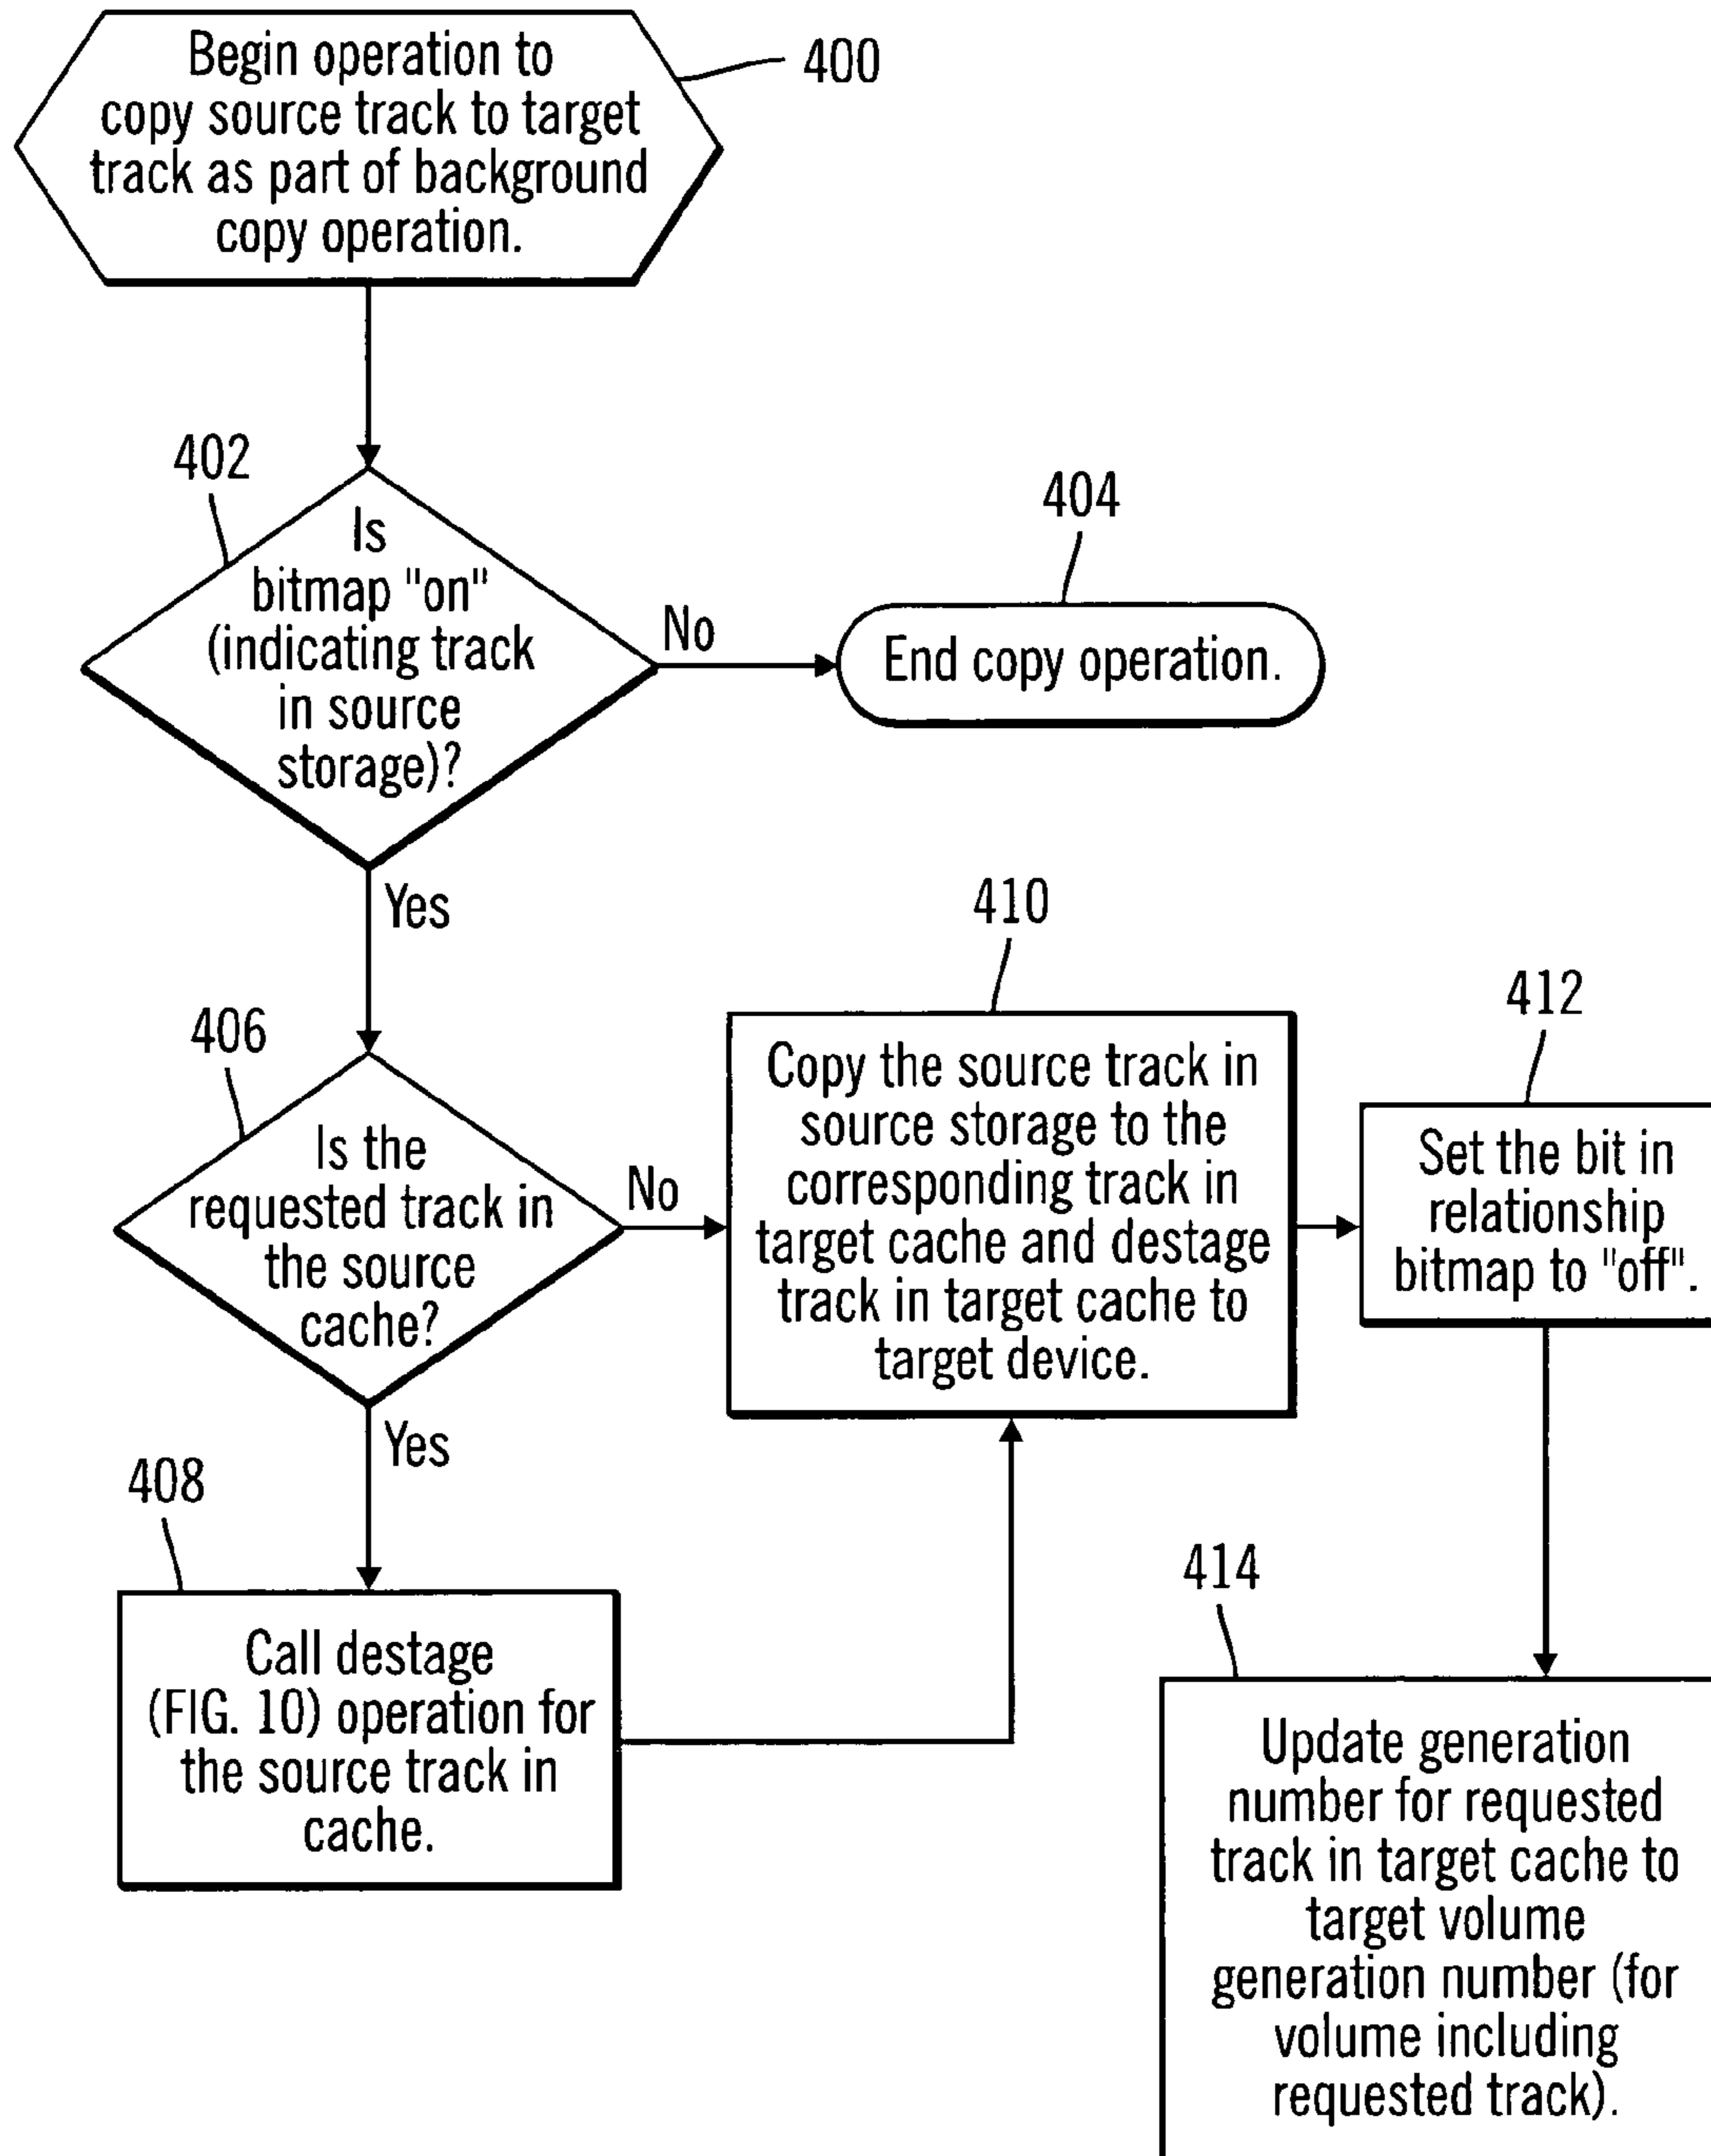 Begin operation to
copy source track to target
track as part of background
copy operation.
400
402
Is
bitmap "on"
(indicating track
in source
storage)?
No
404
End copy operation.
Yes
406
Is the
requested track in
the source
cache?
No
410
Copy the source track in
source storage to the
corresponding track in
target cache and destage
track in target cache to
target device.
412
Set the bit in
relationship
bitmap to "off".
Yes
408
Call destage
(FIG. 10) operation for
the source track in
cache.
414
Update generation
number for requested
track in target cache to
target volume
generation number (for
volume including
requested track).